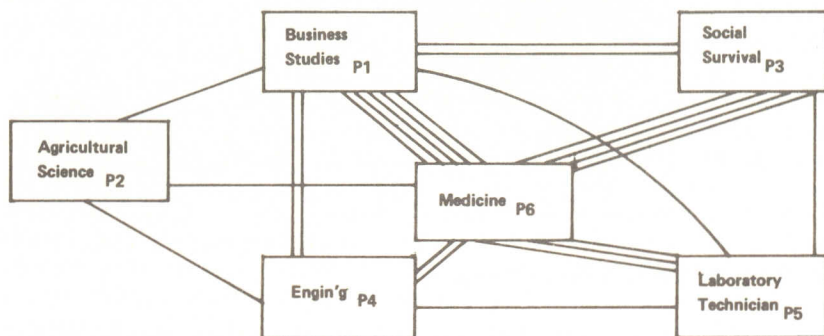 Business
Studies P1
Social
Survival P3
Agricultural
Science P2
Medicine P6
Engin'g P4
Laboratory
Technician P5